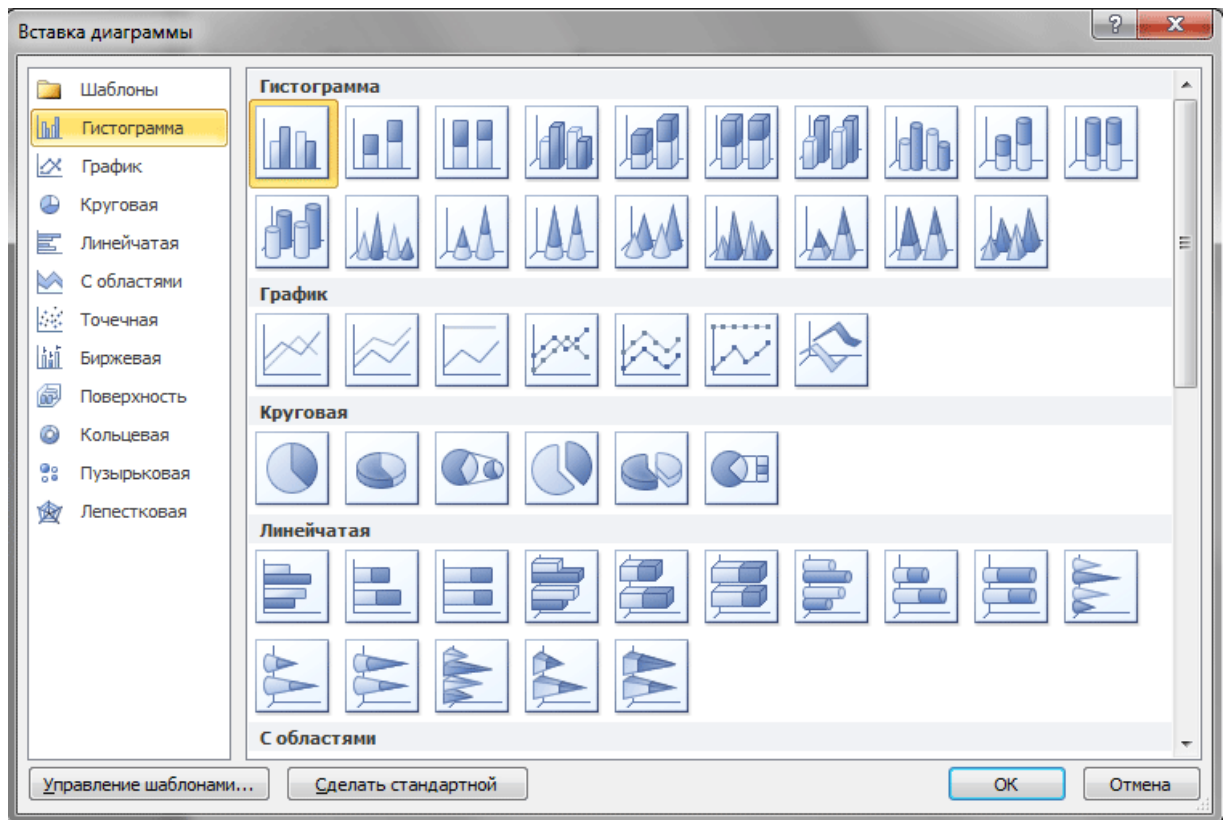 Вставка диаграммы
Шаблоны
Гистограмма
График
Круговая
Линейчатая
С областями
Точечная
Биржевая
Поверхность
Кольцевая
Пузырьковая
Лепестковая
Гистограмма
График
Круговая
Линейчатая
С областями
Управление шаблонами...
Сделать стандартной
ОК
Отмена